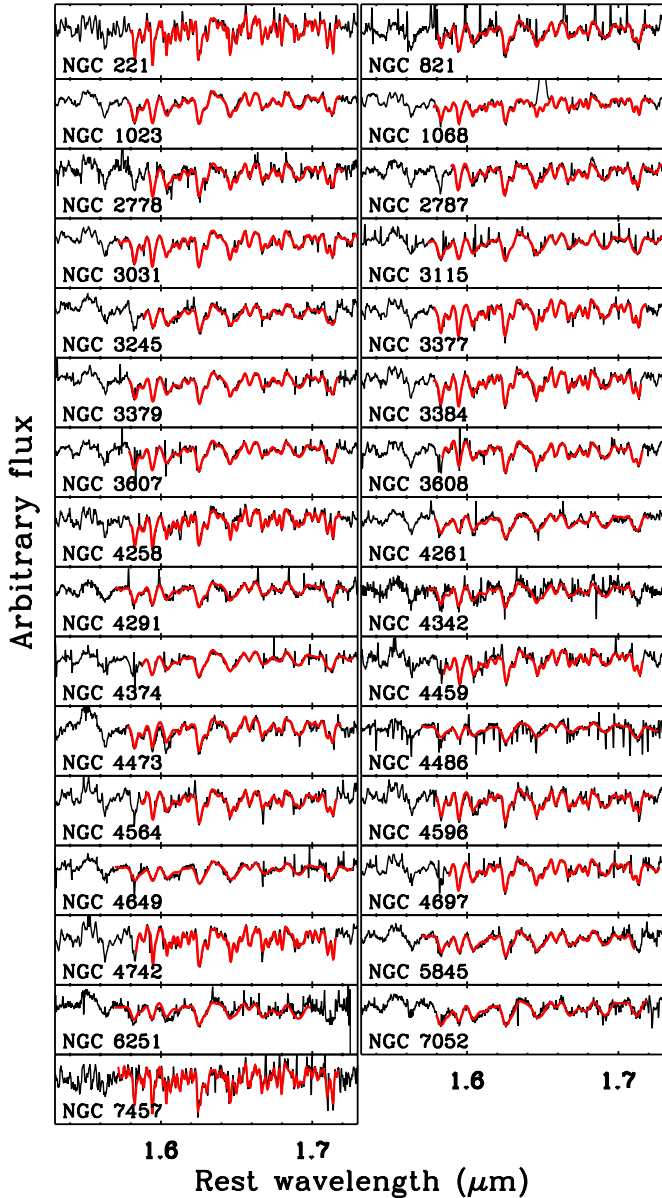 NGC 221
NGC 821
NGC 1023
NGC 1068
NGC 2778
NGC 2787
NGC 3031
NGC 3115
NGC 3245
NGC 3377
NGC 3379
NGC 3384
NGC 3607
NGC 3608
NGC 4258
NGC 4261
NGC 4291
NGC 4342
NGC 4374
NGC 4459
NGC 4473
NGC 4486
NGC 4564
NGC 4596
NGC 4649
NGC 4697
NGC 4742
NGC 5845
NGC 6251
NGC 7052
NGC 7457
1.6 1.7
1.6 1.7
Rest wavelength (μm)
Arbitrary flux